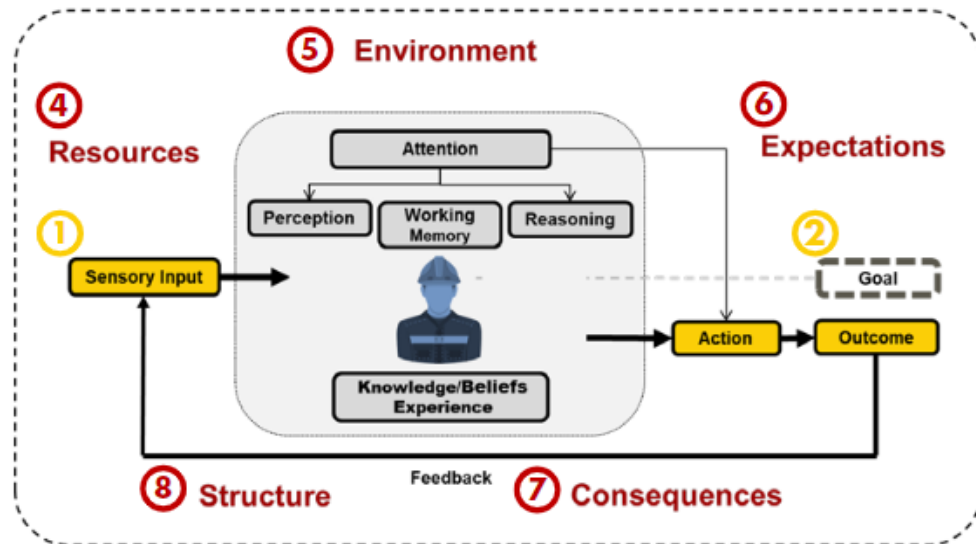 5 Environment
4
Resources
6
Expectations
Attention
Perception
Working
Memory
Reasoning
1
Sensory Input
2
Goal
Action
Outcome
Knowledge/Beliefs
Experience
Feedback
8 Structure
7 Consequences